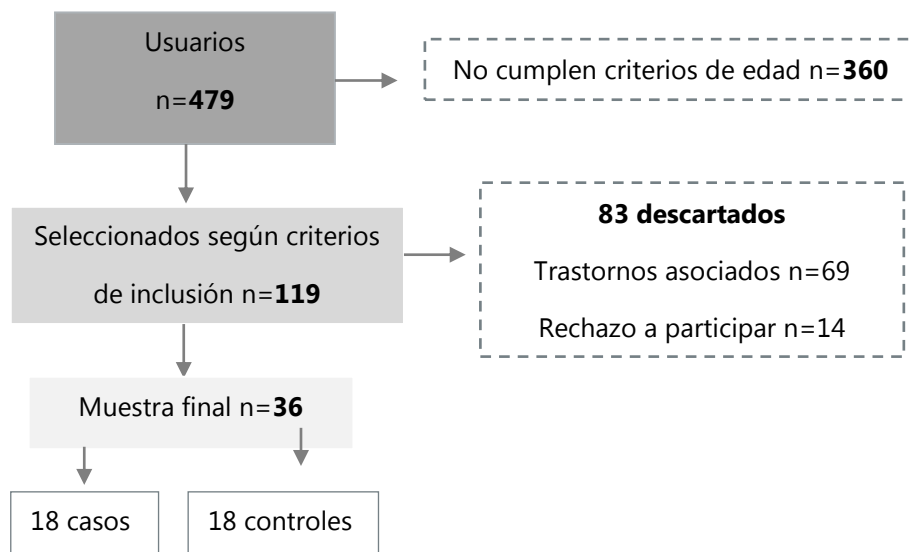 Usuarios
n=479
No cumplen criterios de edad n=360
Seleccionados según criterios
de inclusión n=119
83 descartados
Trastornos asociados n=69
Rechazo a participar n=14
Muestra final n=36
18 casos
18 controles